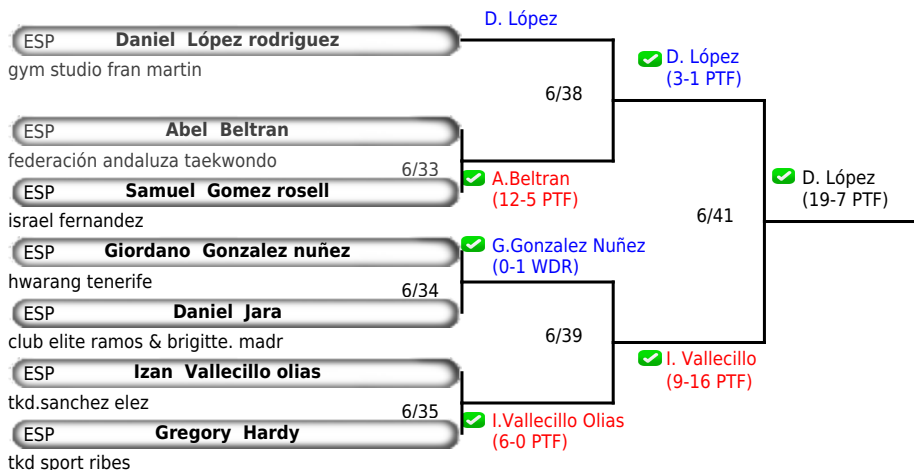 D. López
ESP Daniel López rodriguez
gym studio fran martin
D. López
(3-1 PTF)
6/38
ESP Abel Beltran
federación andaluza taekwondo
6/33
ESP Samuel Gomez rosell
israel fernandez
A.Beltran
(12-5 PTF)
D. López
(19-7 PTF)
6/41
ESP Giordano Gonzalez nuñez
hwarang tenerife
G.Gonzalez Nuñez
(0-1 WDR)
6/34
ESP Daniel Jara
club elite ramos & brigitte. madr
6/39
ESP Izan Vallecillo olias
tkd.sanchez elez
I. Vallecillo
(9-16 PTF)
6/35
ESP Gregory Hardy
tkd sport ribes
I.Vallecillo Olias
(6-0 PTF)